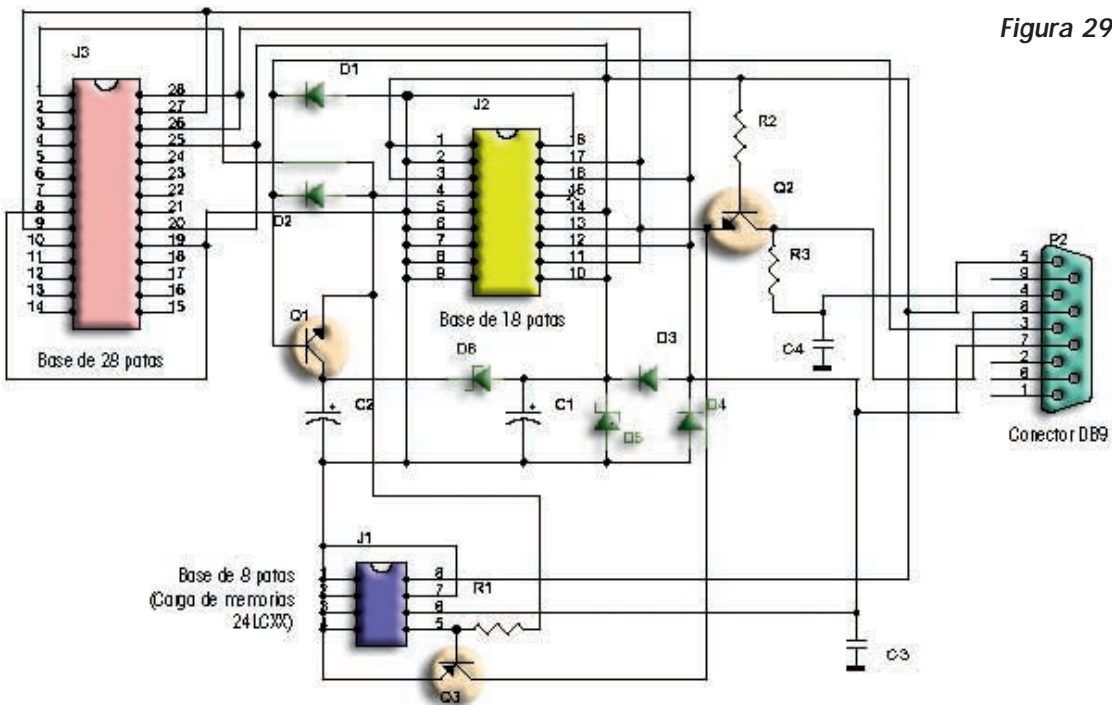 Figura 29
J3
1
2
3
4
5
6
7
8
9
10
11
12
13
14
28
27
26
25
24
23
22
21
20
19
18
17
16
15
Base de 28 patas
D1
D2
J2
1
2
3
4
5
6
7
8
9
18
17
16
15
14
13
12
11
10
Base de 18 patas
R2
Q2
R3
C4
P2
5
9
4
8
3
7
2
6
1
Conector DB9
Q1
C2
D6
C1
D3
D5
D4
J1
Base de 8 patas
(Carga de memorias
24LCXX)
1
2
3
4
8
7
6
5
R1
Q3
C3